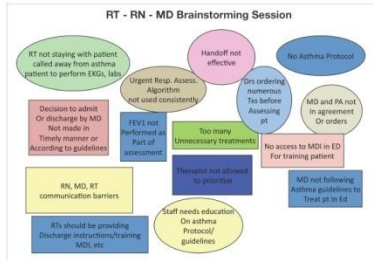 RT - RN - MD Brainstorming Session
RT not staying with patient
called away from asthma
patient to perform EKGs, labs
Urgent Resp. Assess.
Algorithm
not used consistently
Handoff not
effective
Drs ordering
numerous
Txs before
Assessing
pt
No Asthma Protocol
MD and PA not
in agreement
Or orders
Decision to admit
Or discharge by MD
Not made in
Timely manner or
According to guidelines
FEV1 not
Performed as
Part of
assessment
Too many
Unnecessary treatments
No access to MDI in ED
For training patient
Therapist not allowed
to prioritize
MD not following
Asthma guidelines to
Treat pt in Ed
RN, MD, RT
communication barriers
Staff needs education
On asthma
Protocol/
guidelines
RTs should be providing
Discharge instructions/training
MDI, etc